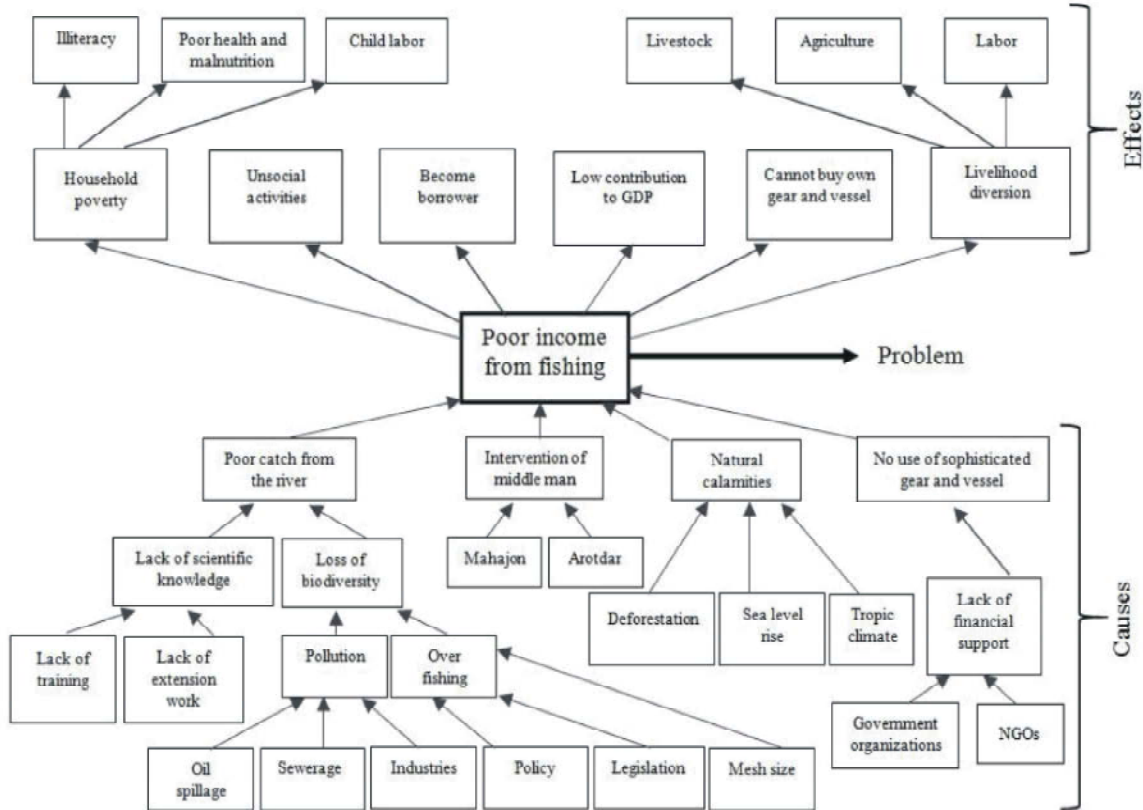 Illiteracy
Poor health and
malnutrition
Child labor
Livestock
Agriculture
Labor
Effects
Household
poverty
Unsocial
activities
Become
borrower
Low contribution
to GDP
Cannot buy own
gear and vessel
Livelihood
diversion
Poor income
from fishing
Problem
Poor catch from
the river
Intervention of
middle man
Natural
calamities
No use of sophisticated
gear and vessel
Lack of scientific
knowledge
Loss of
biodiversity
Mahajon
Arotdar
Deforestation
Sea level
rise
Tropic
climate
Lack of
financial
support
Causes
Lack of
training
Lack of
extension
work
Pollution
Over
fishing
Government
organizations
NGOs
Oil
spillage
Sewerage
Industries
Policy
Legislation
Mesh size